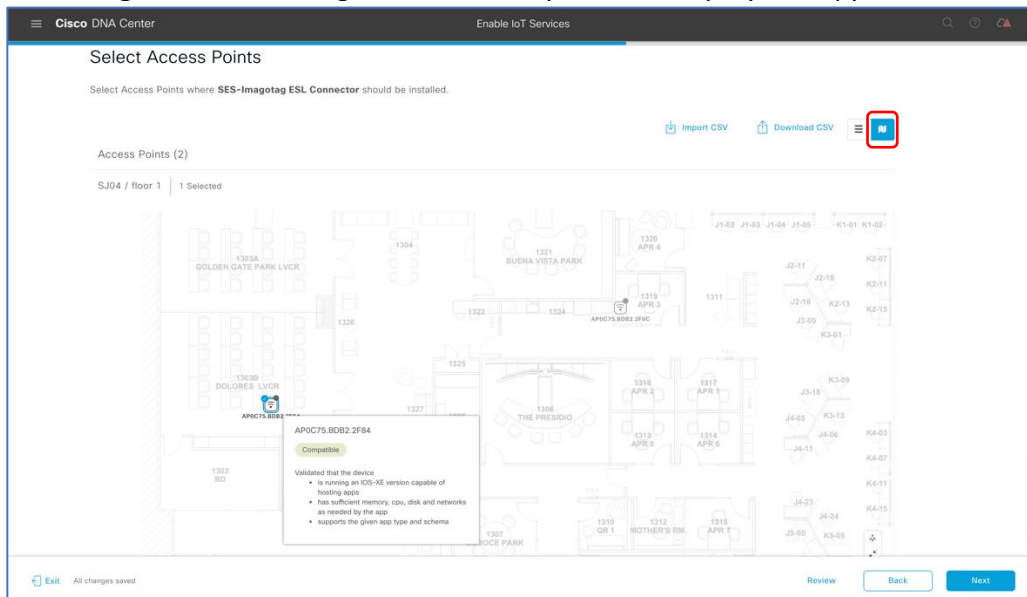 Cisco DNA Center
Enable IoT Services
Select Access Points
Select Access Points where SES-Imagotag ESL Connector should be installed.
Import CSV
Download CSV
Access Points (2)
SJ04 / floor 1
1 Selected
J1-02 J1-03 J1-04 J1-05 K1-01 K1-02
1320
APR 4
1304
1303A
GOLDEN GATE PARK LVCR
1321
BUENA VISTA PARK
K2-07
J2-11
J2-18
K2-11
1319
APR 3
1311
J2-16
K2-13
K2-15
1322
1324
AP0C75.BDB2.2F0C
1326
J3-05
K3-01
1325
1303B
DOLORES LVCR
1318
APR 2
1317
APR 1
K3-09
J3-18
AP0C75.BDB2
1327
1306
THE PRESIDIO
J4-05
K3-13
AP0C75.BDB2.2F84
Compatible
Validated that the device
• is running an IOS-XE version capable of
hosting apps
• has sufficient memory, cpu, disk and networks
as needed by the app
• supports the given app type and schema
1313
APR 5
1314
APR 6
J4-06
K4-03
J4-11
K4-07
1302
BD
K4-11
J4-23
K4-15
J4-24
1310
QR 1
1312
MOTHER'S RM.
1315
APR 7
1307
J5-05
K5-05
Exit
All changes saved
Review
Back
Next